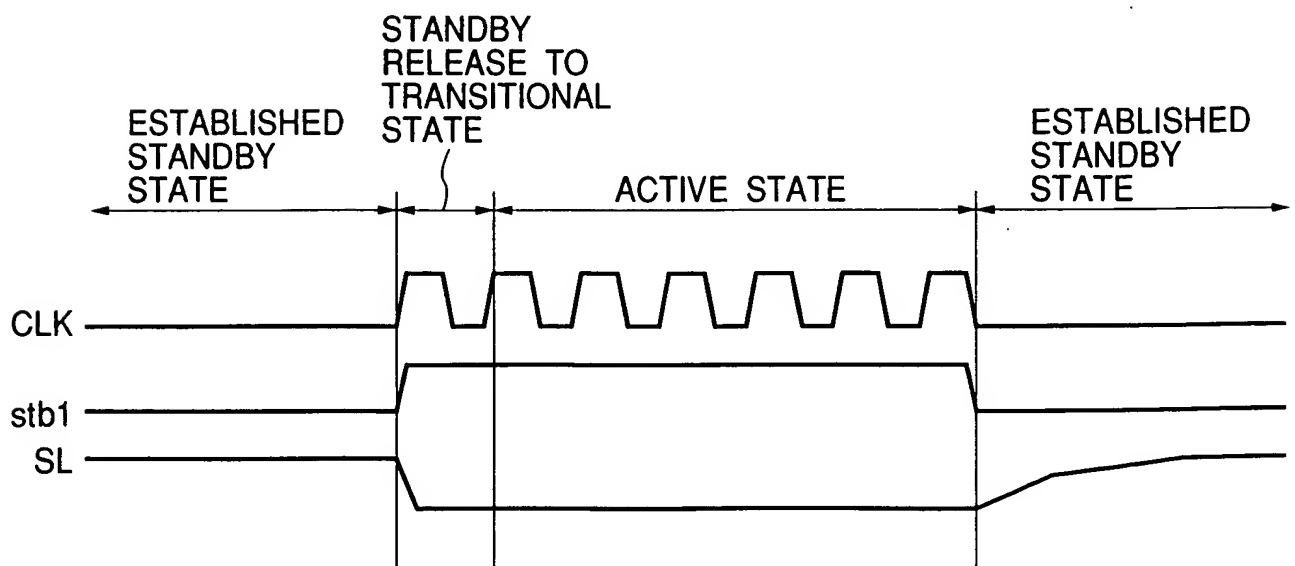 STANDBY
RELEASE TO
TRANSITIONAL
STATE
ESTABLISHED
STANDBY
STATE
ACTIVE STATE
ESTABLISHED
STANDBY
STATE
CLK
stb1
SL